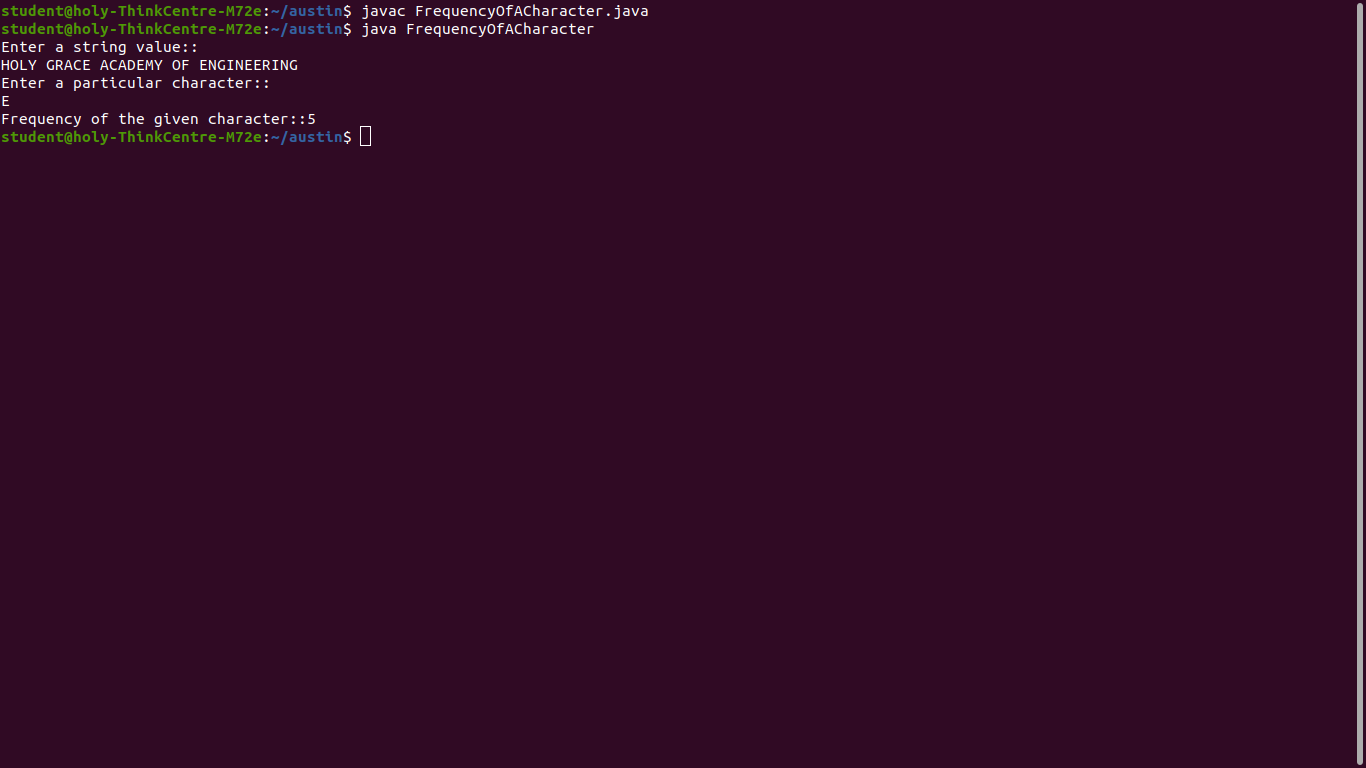 student@holy-ThinkCentre-M72e:~/austin$ javac FrequencyOfACharacter.java
student@holy-ThinkCentre-M72e:~/austin$ java FrequencyOfACharacter
Enter a string value::
HOLY GRACE ACADEMY OF ENGINEERING
Enter a particular character::
E
Frequency of the given character::5
student@holy-ThinkCentre-M72e:~/austin$